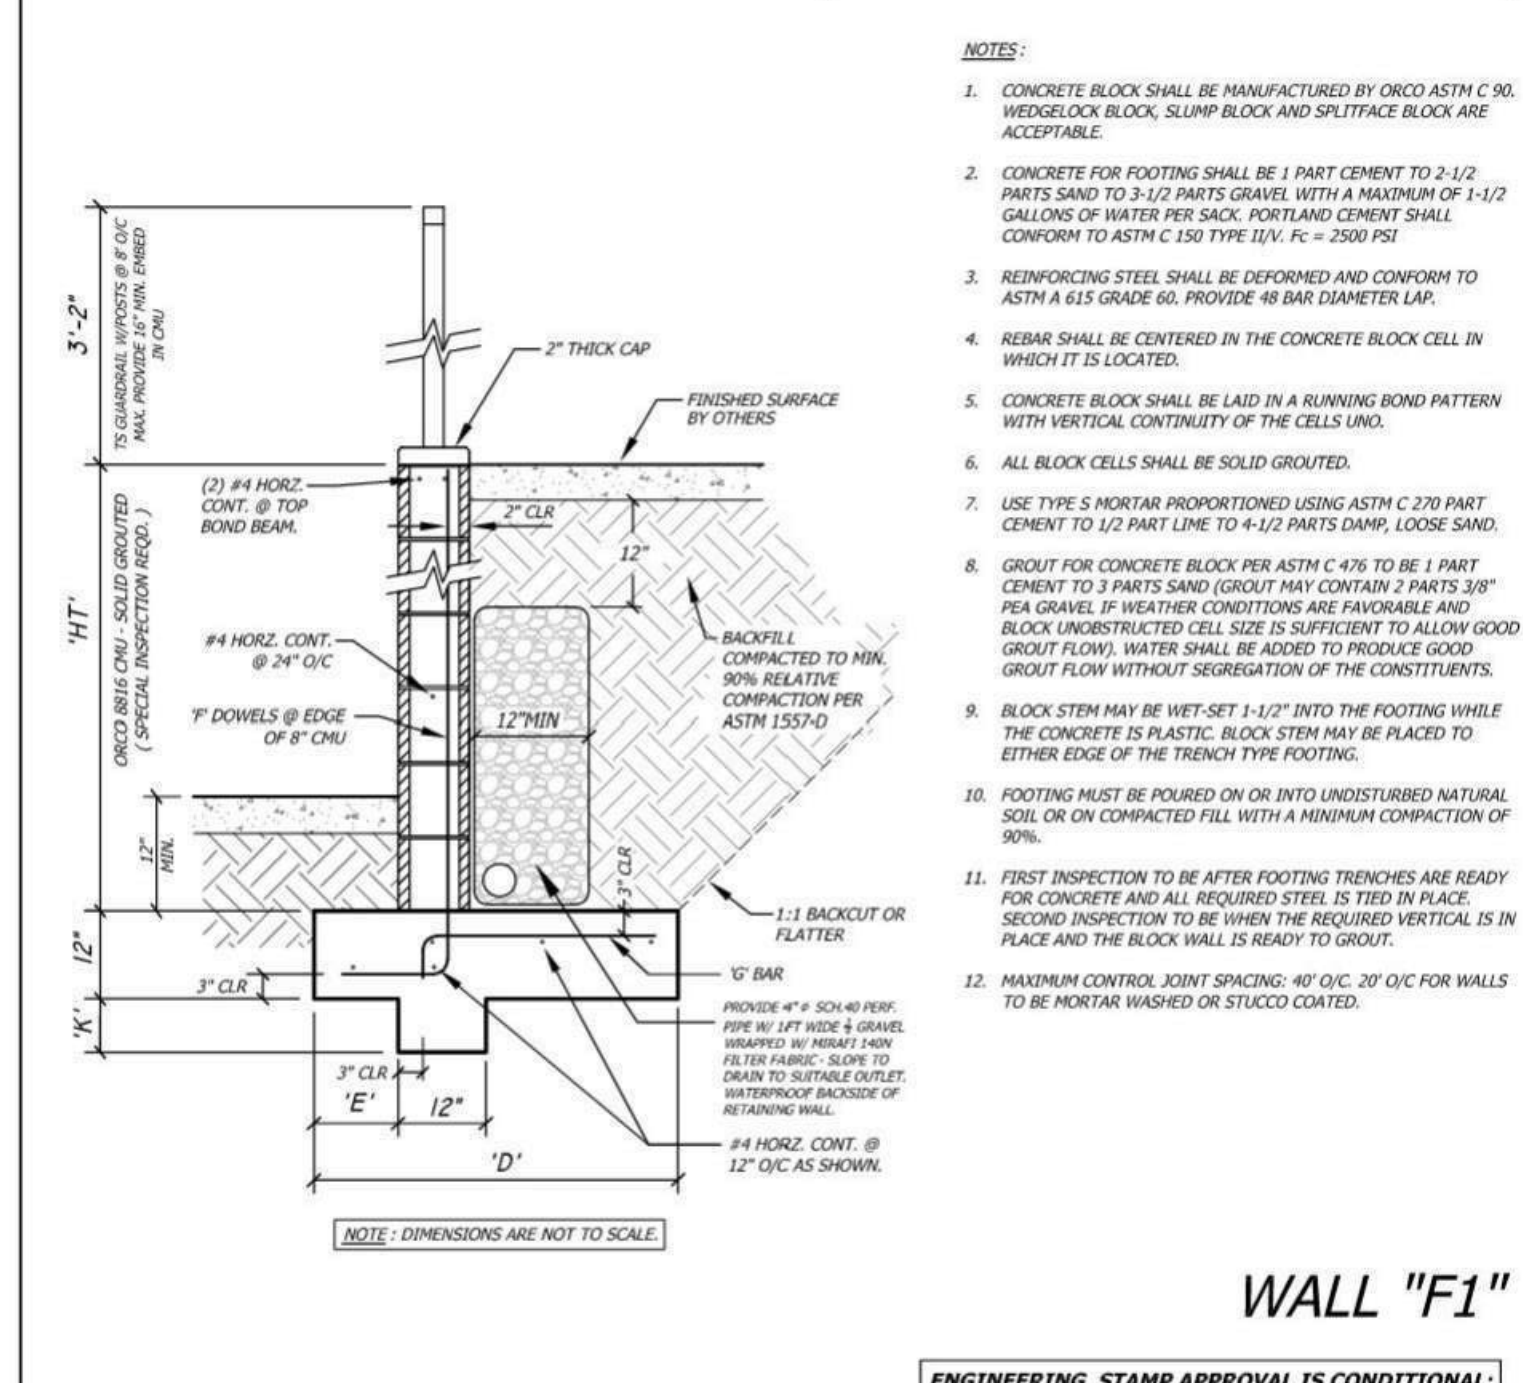 3'-2"
TS GUARDRAIL W/POSTS @ 8' O/C
MAX. PROVIDE 16" MIN. EMBED
IN CMU
2" THICK CAP
FINISHED SURFACE
BY OTHERS
(2) #4 HORZ.
CONT. @ TOP
BOND BEAM.
2" CLR
12"
'HT'
ORCO 8816 CMU - SOLID GROUTED
( SPECIAL INSPECTION REQD. )
#4 HORZ. CONT.
@ 24" O/C
'F' DOWELS @ EDGE
OF 8" CMU
12"MIN
BACKFILL
COMPACTED TO MIN.
90% RELATIVE
COMPACTION PER
ASTM 1557-D
12"
MIN.
3" CLR
1:1 BACKCUT OR
FLATTER
12"
'G' BAR
3" CLR
'K'
PROVIDE 4" ø SCH.40 PERF.
PIPE W/ 1FT WIDE GRAVEL
WRAPPED W/ MIRAFI 140N
FILTER FABRIC - SLOPE TO
DRAIN TO SUITABLE OUTLET.
WATERPROOF BACKSIDE OF
RETAINING WALL.
3" CLR
'E'
12"
#4 HORZ. CONT. @
12" O/C AS SHOWN.
'D'
NOTE : DIMENSIONS ARE NOT TO SCALE.
NOTES :
1. CONCRETE BLOCK SHALL BE MANUFACTURED BY ORCO ASTM C 90.
WEDGELOCK BLOCK, SLUMP BLOCK AND SPLITFACE BLOCK ARE
ACCEPTABLE.
2. CONCRETE FOR FOOTING SHALL BE 1 PART CEMENT TO 2-1/2
PARTS SAND TO 3-1/2 PARTS GRAVEL WITH A MAXIMUM OF 1-1/2
GALLONS OF WATER PER SACK. PORTLAND CEMENT SHALL
CONFORM TO ASTM C 150 TYPE II/V. Fc = 2500 PSI
3. REINFORCING STEEL SHALL BE DEFORMED AND CONFORM TO
ASTM A 615 GRADE 60. PROVIDE 48 BAR DIAMETER LAP.
4. REBAR SHALL BE CENTERED IN THE CONCRETE BLOCK CELL IN
WHICH IT IS LOCATED.
5. CONCRETE BLOCK SHALL BE LAID IN A RUNNING BOND PATTERN
WITH VERTICAL CONTINUITY OF THE CELLS UNO.
6. ALL BLOCK CELLS SHALL BE SOLID GROUTED.
7. USE TYPE S MORTAR PROPORTIONED USING ASTM C 270 PART
CEMENT TO 1/2 PART LIME TO 4-1/2 PARTS DAMP, LOOSE SAND.
8. GROUT FOR CONCRETE BLOCK PER ASTM C 476 TO BE 1 PART
CEMENT TO 3 PARTS SAND (GROUT MAY CONTAIN 2 PARTS 3/8"
PEA GRAVEL IF WEATHER CONDITIONS ARE FAVORABLE AND
BLOCK UNOBSTRUCTED CELL SIZE IS SUFFICIENT TO ALLOW GOOD
GROUT FLOW). WATER SHALL BE ADDED TO PRODUCE GOOD
GROUT FLOW WITHOUT SEGREGATION OF THE CONSTITUENTS.
9. BLOCK STEM MAY BE WET-SET 1-1/2" INTO THE FOOTING WHILE
THE CONCRETE IS PLASTIC. BLOCK STEM MAY BE PLACED TO
EITHER EDGE OF THE TRENCH TYPE FOOTING.
10. FOOTING MUST BE POURED ON OR INTO UNDISTURBED NATURAL
SOIL OR ON COMPACTED FILL WITH A MINIMUM COMPACTION OF
90%.
11. FIRST INSPECTION TO BE AFTER FOOTING TRENCHES ARE READY
FOR CONCRETE AND ALL REQUIRED STEEL IS TIED IN PLACE.
SECOND INSPECTION TO BE WHEN THE REQUIRED VERTICAL IS IN
PLACE AND THE BLOCK WALL IS READY TO GROUT.
12. MAXIMUM CONTROL JOINT SPACING: 40' O/C. 20' O/C FOR WALLS
TO BE MORTAR WASHED OR STUCCO COATED.
WALL "F1"
ENGINEERING STAMP APPROVAL IS CONDITIONAL: